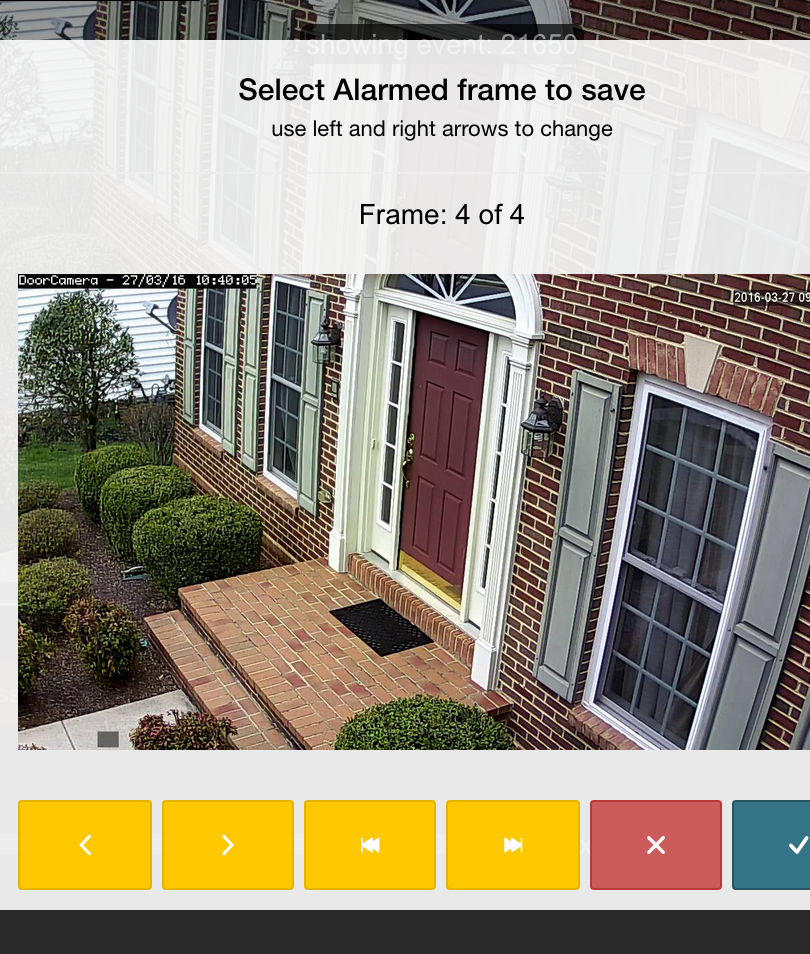 showing event: 21650
Select Alarmed frame to save
use left and right arrows to change
Frame: 4 of 4
DoorCamera - 27/03/16 10:40:05
2016-03-27 09